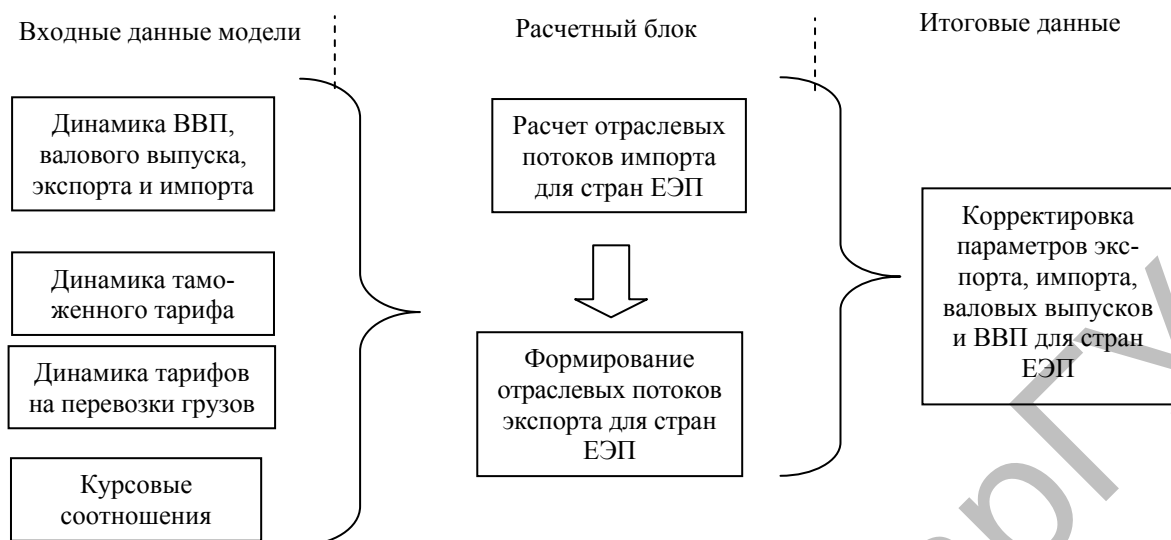 Входные данные модели
Расчетный блок
Итоговые данные
Динамика ВВП,
валового выпуска,
экспорта и импорта
Динамика тамо-
женного тарифа
Динамика тарифов
на перевозки грузов
Курсовые
соотношения
Расчет отраслевых
потоков импорта
для стран ЕЭП
Формирование
отраслевых потоков
экспорта для стран
ЕЭП
Корректировка
параметров экс-
порта, импорта,
валовых выпусков
и ВВП для стран
ЕЭП